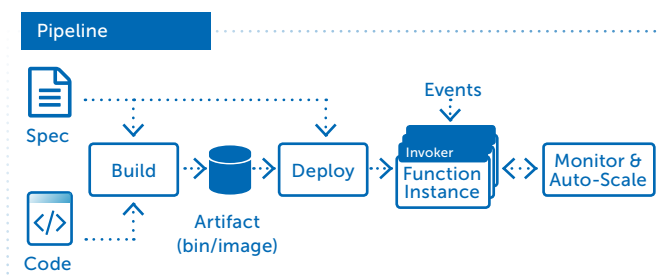 Pipeline
Spec
Events
Build
Deploy
Invoker
Function
Instance
Monitor &
Auto-Scale
Artifact
(bin/image)
</>
Code